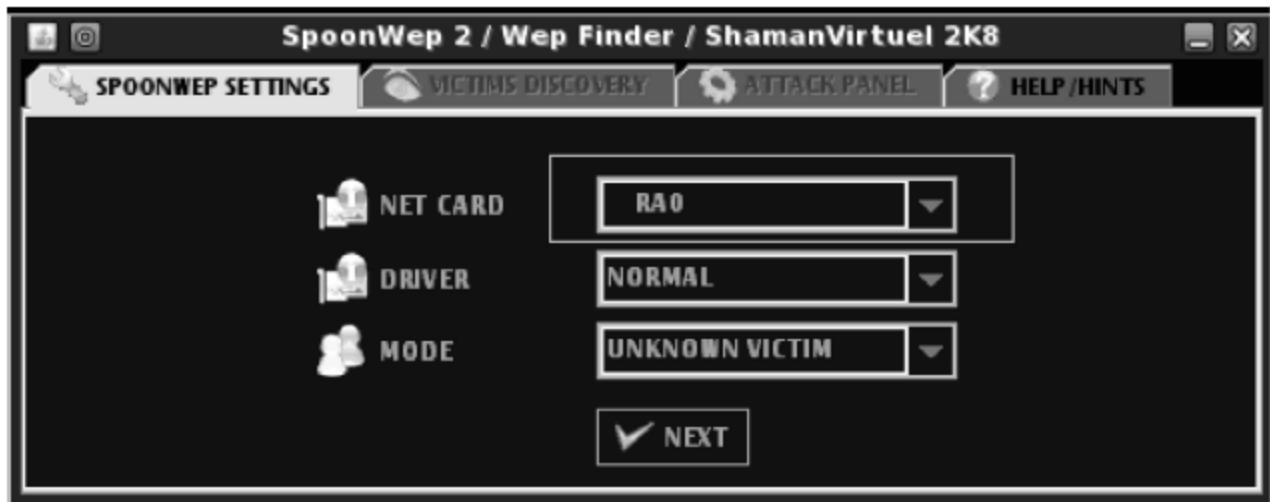 SpoonWep 2 / Wep Finder / ShamanVirtuel 2K8
SPOONWEP SETTINGS VICTIMS DISCOVERY ATTACK PANEL HELP/HINTS
NET CARD RA0
DRIVER NORMAL
MODE UNKNOWN VICTIM
NEXT